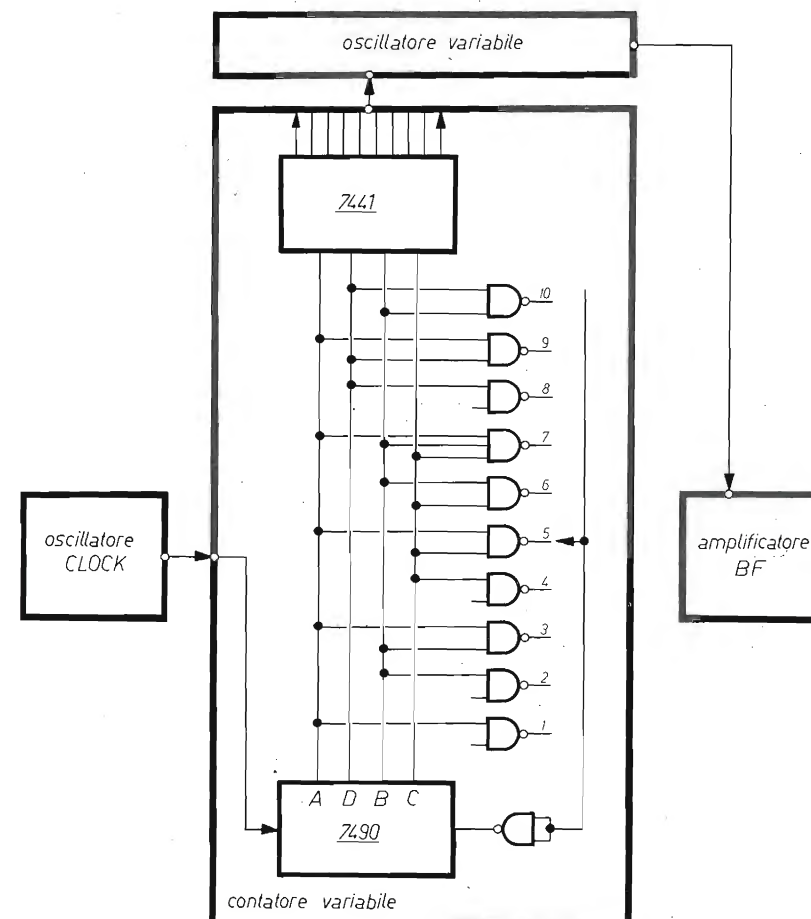 oscillatore variabile
7441
10
9
8
7
6
5
4
3
2
1
oscillatore
CLOCK
amplificatore
BF
A D B C
7490
contatore variabile